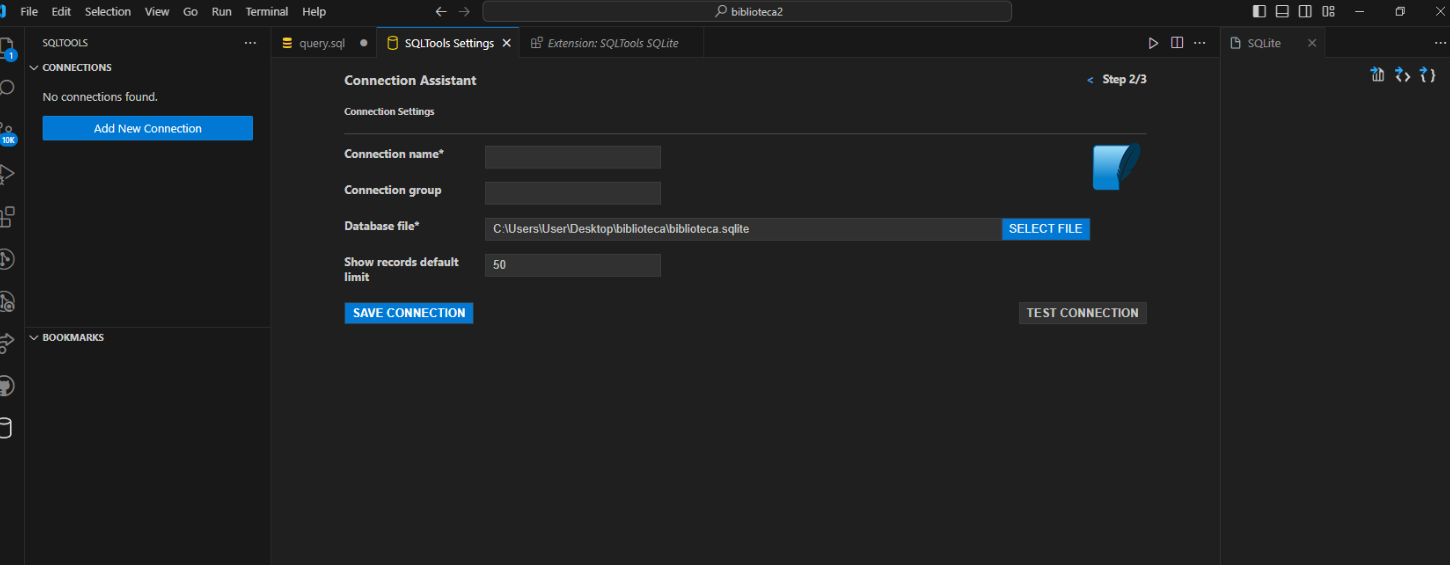 File Edit Selection View Go Run Terminal Help
biblioteca2
SQLTOOLS
query.sql
SQLTools Settings
Extension: SQLTools SQLite
SQLite
1
10K
CONNECTIONS
No connections found.
Add New Connection
BOOKMARKS
Connection Assistant
< Step 2/3
Connection Settings
Connection name*
Connection group
Database file* C:\Users\User\Desktop\biblioteca\biblioteca.sqlite SELECT FILE
Show records default
limit
50
SAVE CONNECTION
TEST CONNECTION